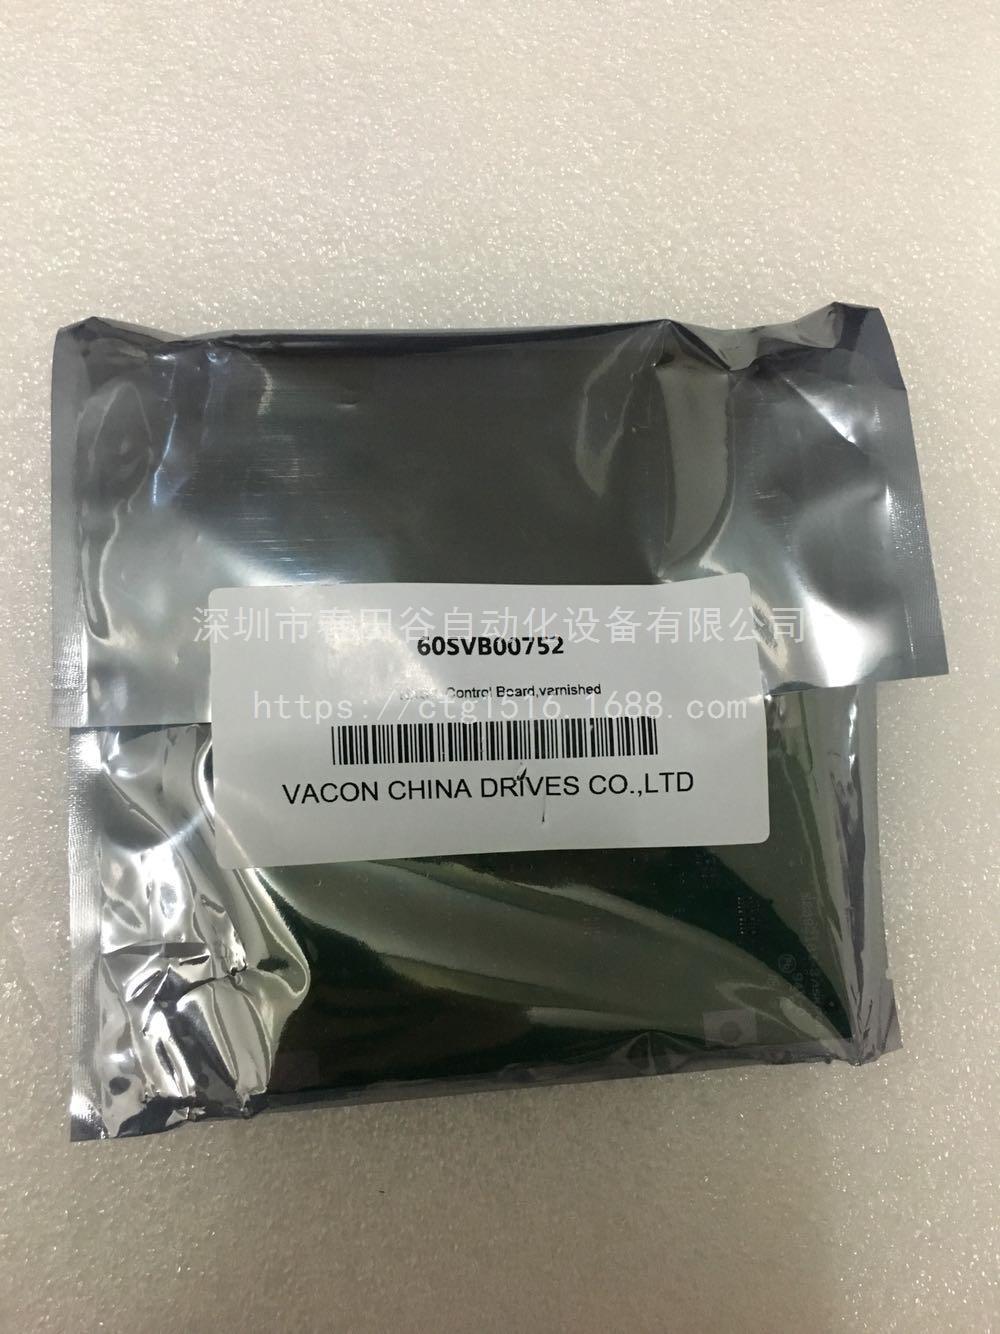 深圳市春田谷自动化设备有限公司
60SVB00752
Control Board,varnished
https://ctg1516.1688.com
VACON CHINA DRIVES CO.,LTD